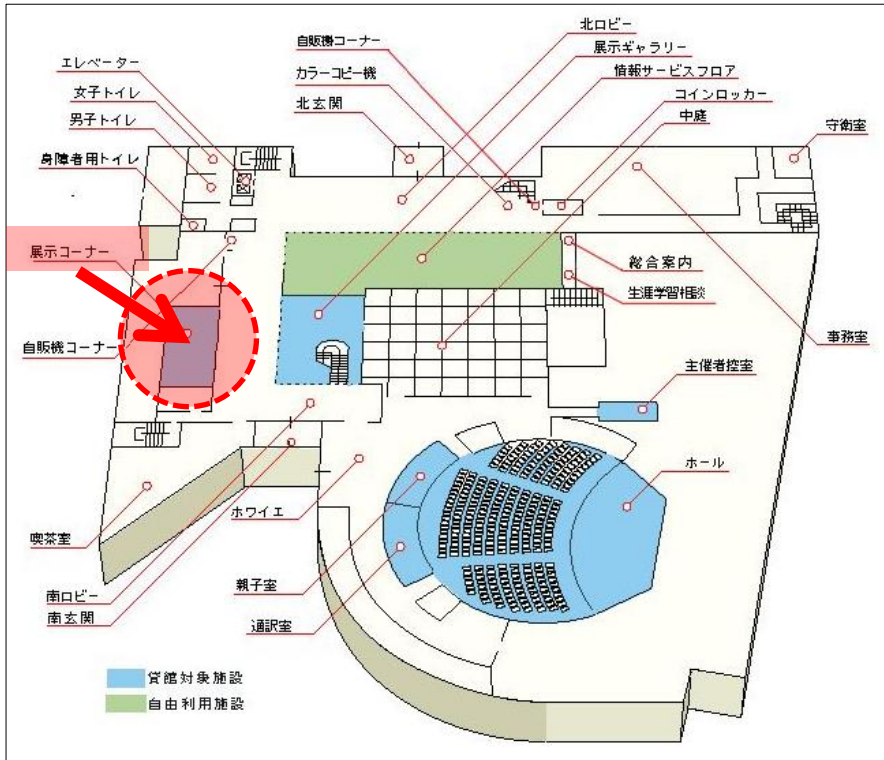 北ロビー
自販機コーナー
展示ギャラリー
エレベーター
カラーコピー機
情報サービスフロア
女子トイレ
北玄関
コインロッカー
男子トイレ
中庭
守衛室
身障者用トイレ
展示コーナー
総合案内
生涯学習相談
自販機コーナー
事務室
主催者控室
ホール
ホワイエ
喫茶室
親子室
南ロビー
南玄関
通訳室
貸館対象施設
自由利用施設